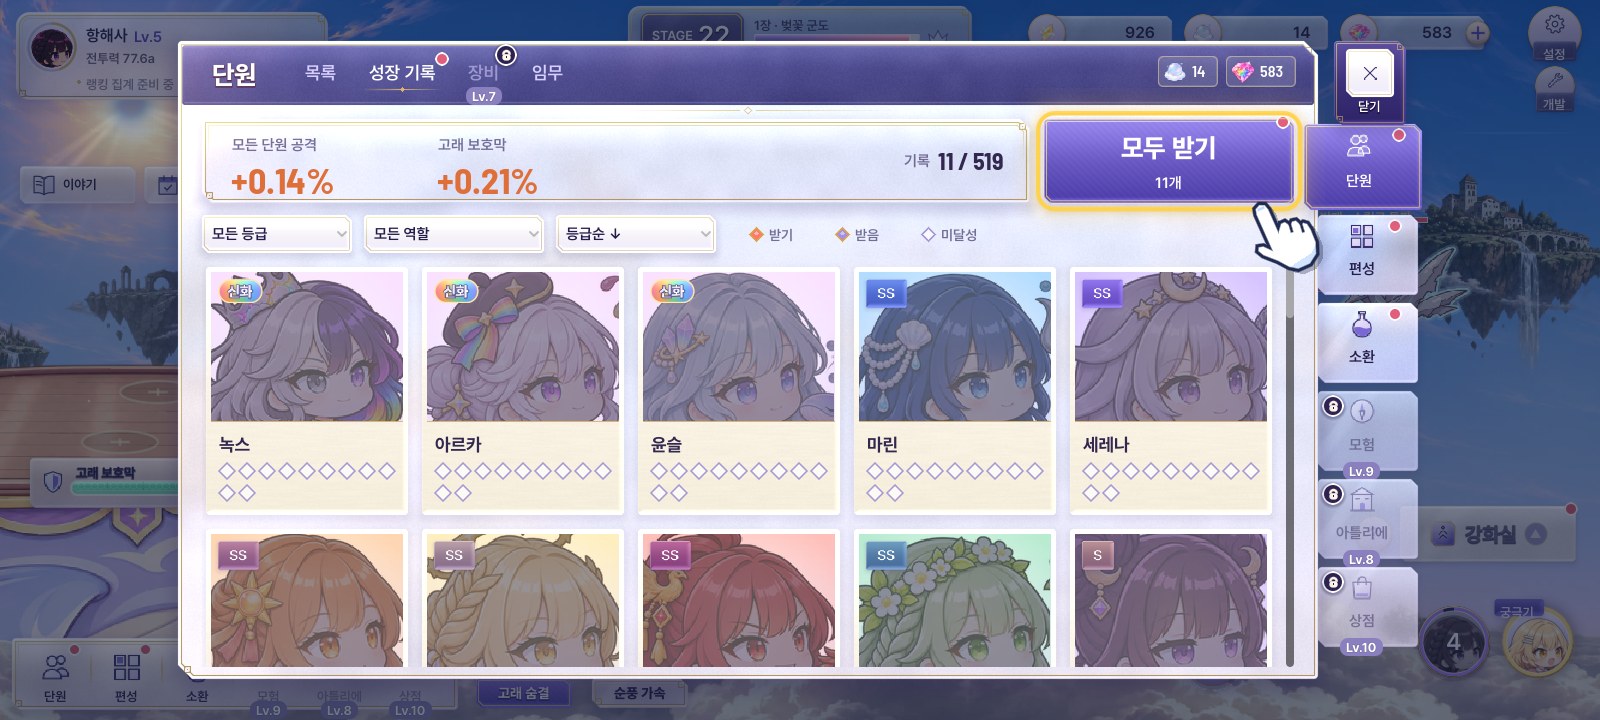 항해사 Lv.5
전투력 77.6a
* 랭킹 집계 준비 중
STAGE 22
1장 · 벚꽃 군도
926
14
583
설정
개발
단원
목록
성장 기록
장비
Lv.7
임무
14
583
닫기
이야기
모든 단원 공격
+0.14%
고래 보호막
+0.21%
기록 11 / 519
모두 받기
11개
단원
모든 등급
모든 역할
등급순 ↓
받기
받음
미달성
편성
소환
모험
Lv.9
아틀리에
Lv.8
상점
Lv.10
신화
녹스
신화
아르카
신화
윤슬
SS
마린
SS
세레나
SS
SS
SS
SS
S
고래 보호막
강화실
궁극기
4
단원
편성
소환
모험
Lv.9
아틀리에
Lv.8
상점
Lv.10
고래 숨결
순풍 가속